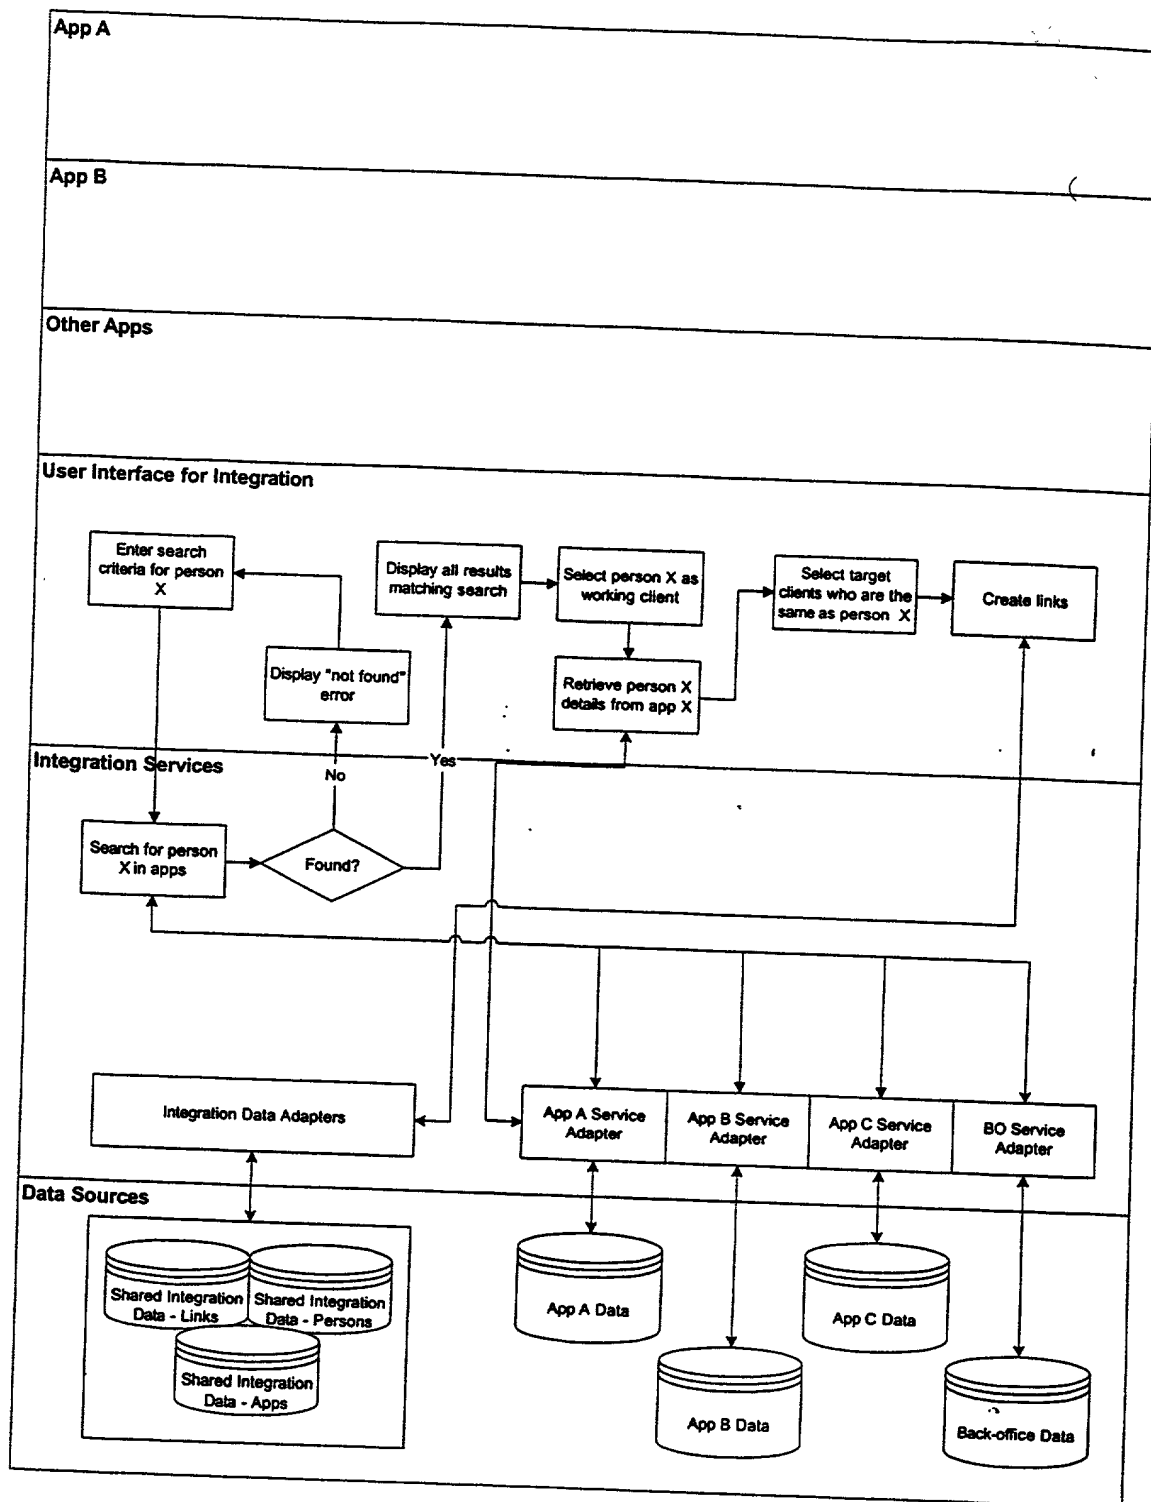 App A
App B
Other Apps
User Interface for Integration
Enter search
criteria for person
X
Display all results
matching search
Select person X as
working client
Select target
clients who are the
same as person X
Create links
Display "not found"
error
Retrieve person X
details from app X
Integration Services
No
Yes
Search for person
X in apps
Found?
Integration Data Adapters
App A Service
Adapter
App B Service
Adapter
App C Service
Adapter
BO Service
Adapter
Data Sources
Shared Integration
Data - Links
Shared Integration
Data - Persons
Shared Integration
Data - Apps
App A Data
App B Data
App C Data
Back-office Data